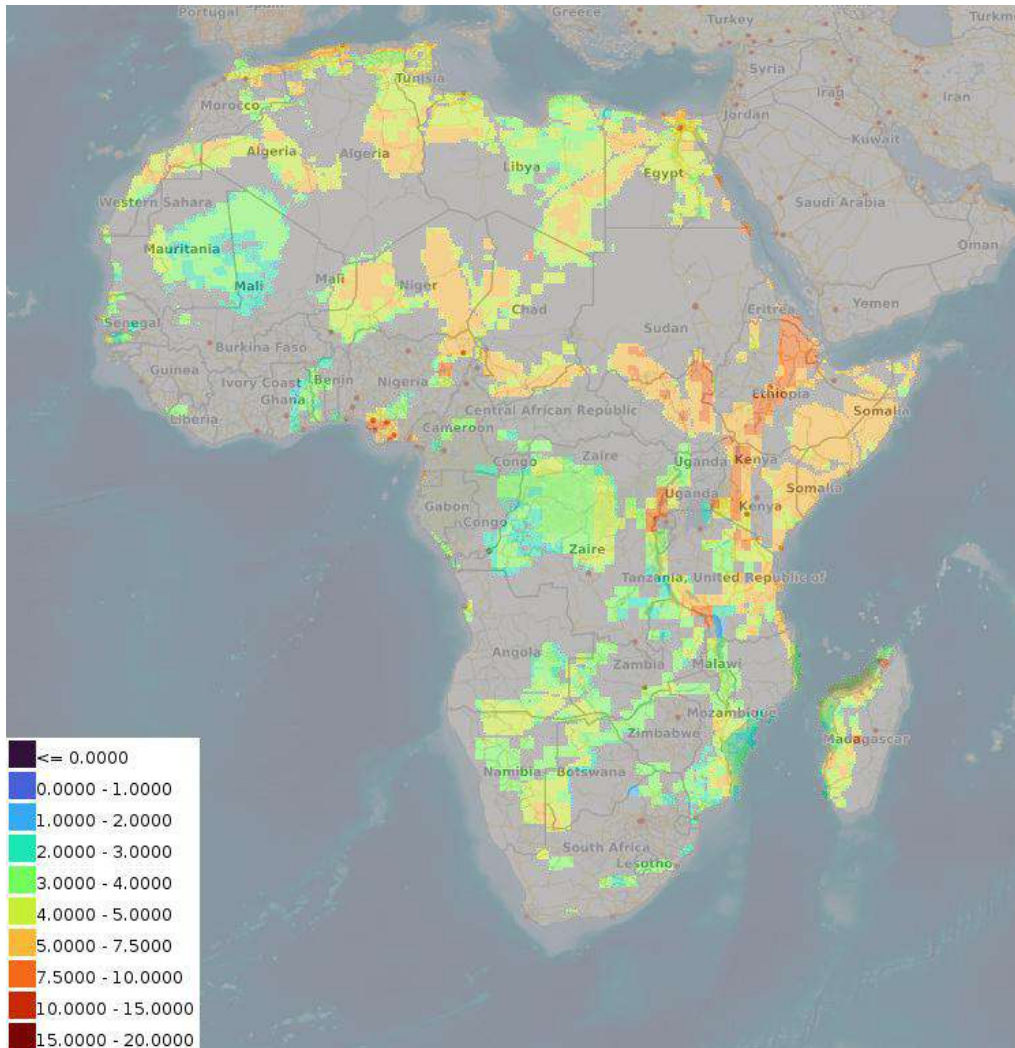 Portugal
Spain
Greece
Turkey
Turkm
Tunisia
Syria
Iraq
Iran
Morocco
Jordan
Kuwait
Algeria
Algeria
Libya
Egypt
Western Sahara
Saudi Arabia
Mauritania
Oman
Mali
Mali
Niger
Chad
Eritrea
Yemen
Senegal
Sudan
Burkina Faso
Guinea
Ivory Coast
Benin
Nigeria
Ethiopia
Ghana
Somalia
Liberia
Central African Republic
Cameroon
Congo
Zaire
Uganda
Kenya
Uganda
Somalia
Gabon
Kenya
Congo
Zaire
Tanzania, United Republic of
Angola
Zambia
Malawi
Mozambique
Zimbabwe
Madagascar
Namibia
Botswana
South Africa
Lesotho
<= 0.0000
0.0000 - 1.0000
1.0000 - 2.0000
2.0000 - 3.0000
3.0000 - 4.0000
4.0000 - 5.0000
5.0000 - 7.5000
7.5000 - 10.0000
10.0000 - 15.0000
15.0000 - 20.0000